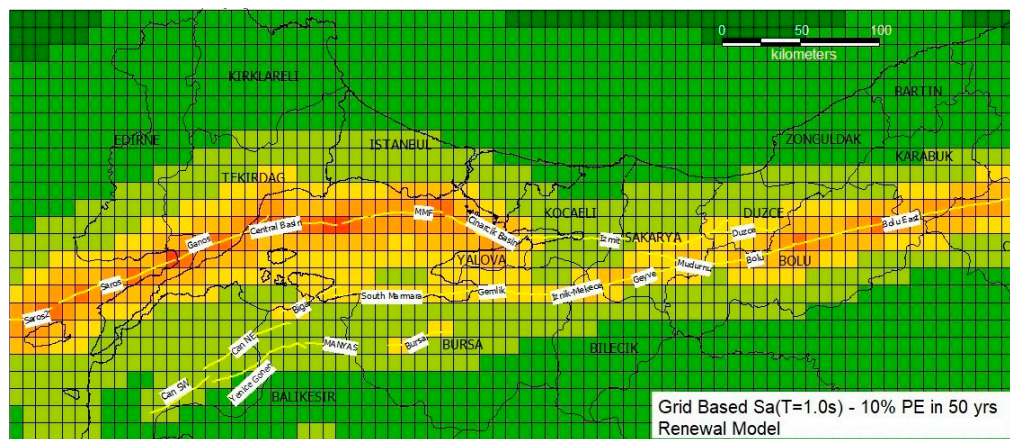 0 50 100
kilometers
KIRKLARELI
BARTIN
EDIRNE
ISTANBUL
ZONGULDAK
KARABUK
TEKIRDAG
MMF
KOCAELI
DUZCE
Bolu East
Central Basin
Cinarcik Basin
Izmit
SAKARYA
Duzce
Ganos
YALOVA
Mudurnu
Bolu
BOLU
Saros
Geyve
South Marmara
Gemlik
Iznik-Mekece
Saros2
Biga
Can NE
MANYAS
Bursa
BURSA
BILECIK
Can SW
Yenice Gonen
BALIKESIR
Grid Based Sa(T=1.0s) - 10% PE in 50 yrs
Renewal Model